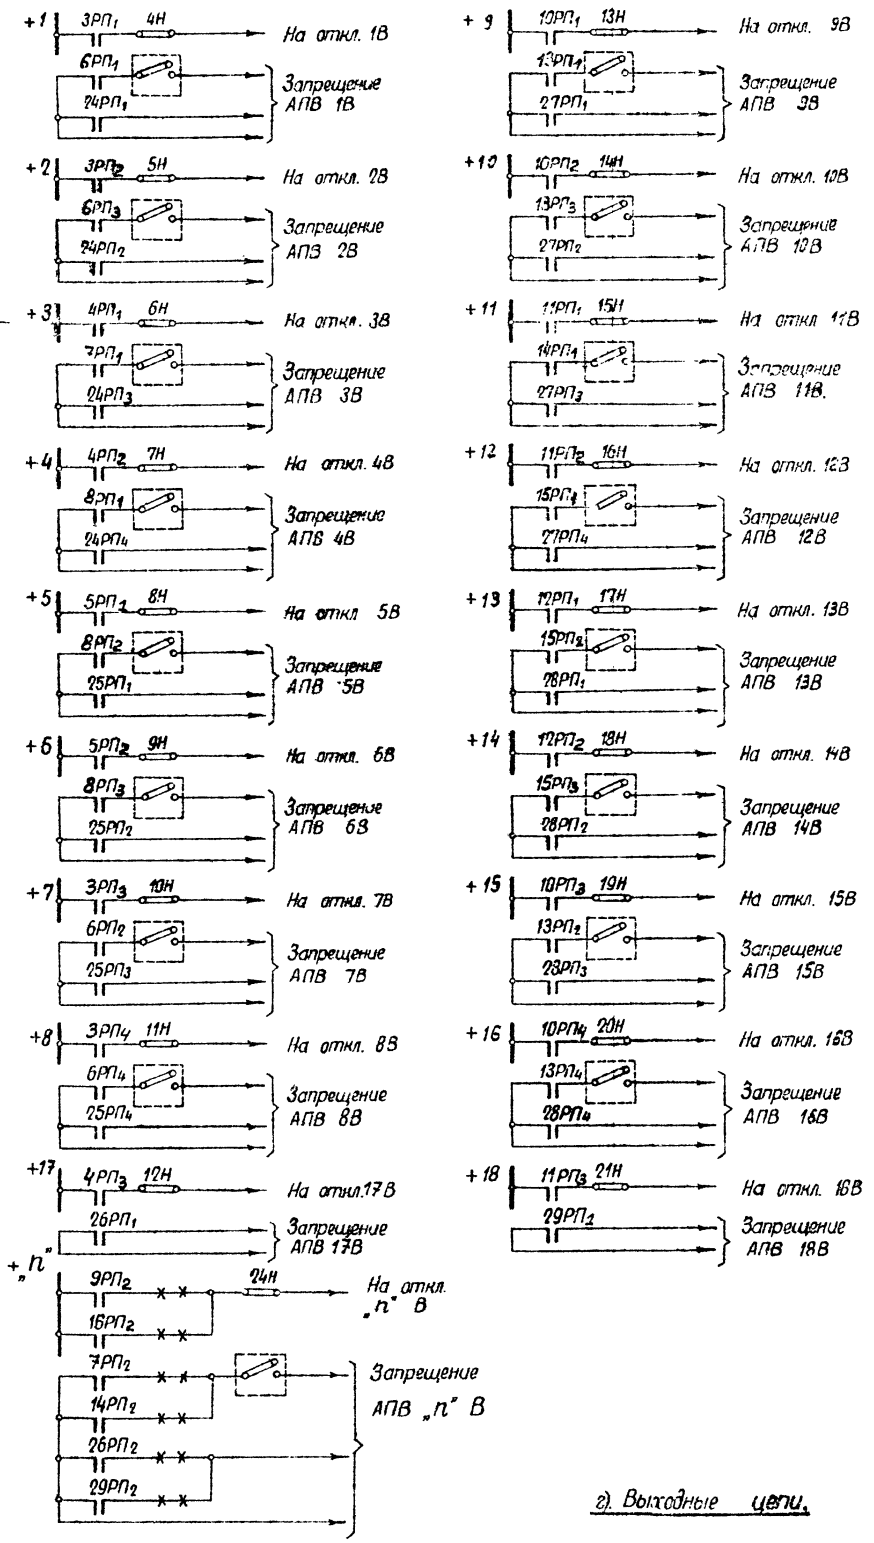 +1 3РП₁ 4Н На откл. 1В
6РП₁ Запрещение
24РП₁ АПВ 1В
+2 3РП₂ 5Н На откл. 2В
6РП₃ Запрещение
24РП₂ АПВ 2В
+3 4РП₁ 6Н На откл. 3В
7РП₁ Запрещение
24РП₃ АПВ 3В
+4 4РП₂ 7Н На откл. 4В
8РП₁ Запрещение
24РП₄ АПВ 4В
+5 5РП₁ 8Н На откл 5В
8РП₂ Запрещение
25РП₁ АПВ 5В
+6 5РП₂ 9Н На откл. 6В
8РП₃ Запрещение
25РП₂ АПВ 6В
+7 3РП₃ 10Н На откл. 7В
6РП₂ Запрещение
25РП₃ АПВ 7В
+8 3РП₄ 11Н На откл. 8В
6РП₄ Запрещение
25РП₄ АПВ 8В
+17 4РП₃ 12Н На откл.17В
26РП₁ Запрещение
АПВ 17В
+„п" 9РП₂ 24Н На откл.
„п" В
16РП₂
7РП₂ Запрещение
14РП₂ АПВ „п" В
26РП₂
29РП₂
+9 10РП₁ 13Н На откл. 9В
13РП₁ Запрещение
27РП₁ АПВ 9В
+10 10РП₂ 14Н На откл. 10В
13РП₃ Запрещение
27РП₂ АПВ 10В
+11 11РП₁ 15Н На откл 11В
14РП₁ Запрещение
27РП₃ АПВ 11В.
+12 11РП₂ 16Н На откл. 12В
15РП₁ Запрещение
27РП₄ АПВ 12В
+13 12РП₁ 17Н На откл. 13В
15РП₂ Запрещение
28РП₁ АПВ 13В
+14 12РП₂ 18Н На откл. 14В
15РП₃ Запрещение
28РП₂ АПВ 14В
+15 10РП₃ 19Н На откл. 15В
13РП₂ Запрещение
28РП₃ АПВ 15В
+16 10РП₄ 20Н На откл. 16В
13РП₄ Запрещение
28РП₄ АПВ 16В
+18 11РП₃ 21Н На откл. 16В
29РП₁ Запрещение
АПВ 18В
г). Выходные цепи.